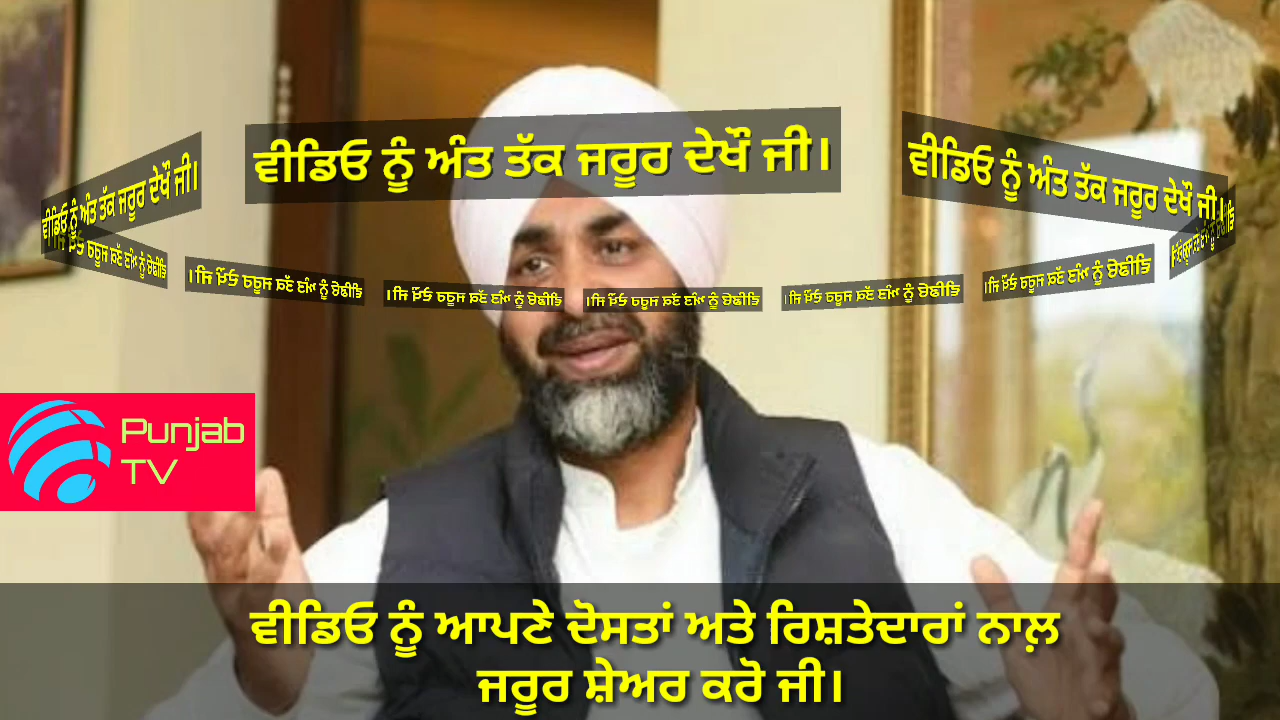 ਵੀਡਿਓ ਨੂੰ ਅੰਤ ਤੱਕ ਜਰੂਰ ਦੇਖੌ ਜੀ।
ਵੀਡਿਓ ਨੂੰ ਅੰਤ ਤੱਕ ਜਰੂਰ ਦੇਖੌ ਜੀ।
ਵੀਡਿਓ ਨੂੰ ਅੰਤ ਤੱਕ ਜਰੂਰ ਦੇਖੌ ਜੀ।
Punjab
TV
ਵੀਡਿਓ ਨੂੰ ਆਪਣੇ ਦੋਸਤਾਂ ਅਤੇ ਰਿਸ਼ਤੇਦਾਰਾਂ ਨਾਲ਼
ਜਰੂਰ ਸ਼ੇਅਰ ਕਰੋ ਜੀ।